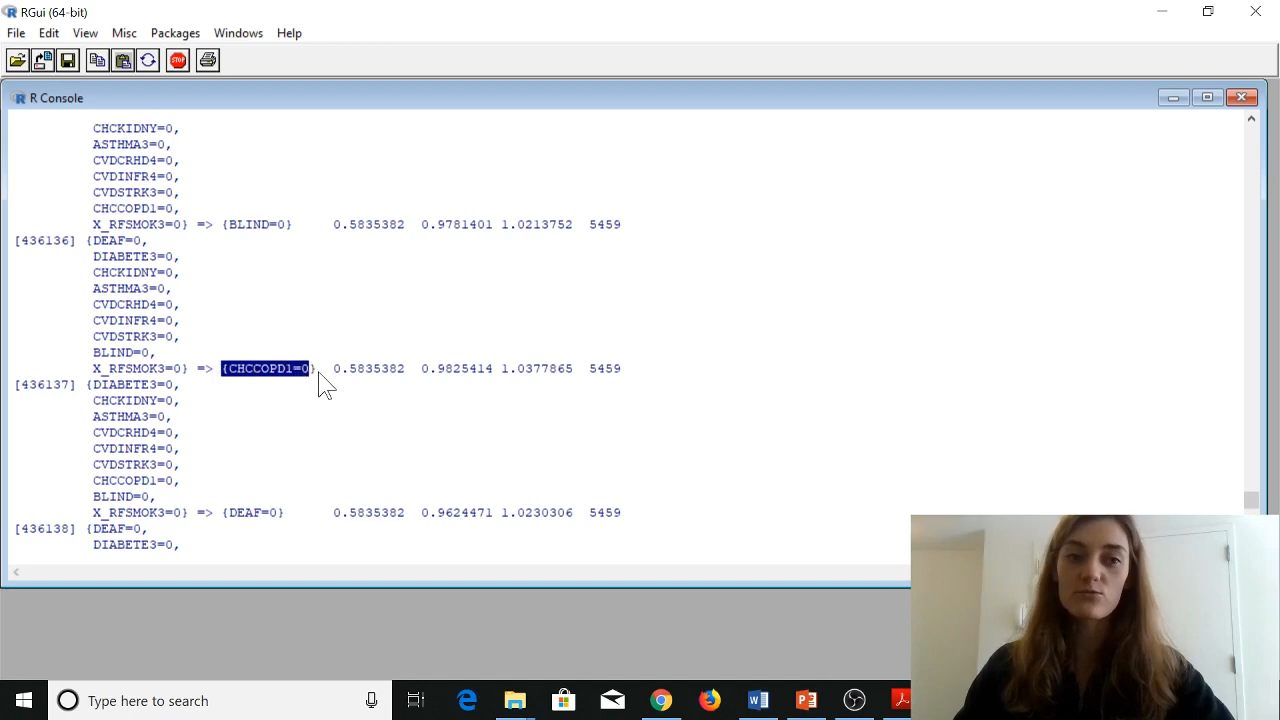 RGui (64-bit)
File Edit View Misc Packages Windows Help
STOP
R Console
CHCKIDNY=0,
ASTHMA3=0,
CVDCRHD4=0,
CVDINFR4=0,
CVDSTRK3=0,
CHCCOPD1=0,
X_RFSMOK3=0} => {BLIND=0} 0.5835382 0.9781401 1.0213752 5459
[436136] {DEAF=0,
DIABETE3=0,
CHCKIDNY=0,
ASTHMA3=0,
CVDCRHD4=0,
CVDINFR4=0,
CVDSTRK3=0,
BLIND=0,
X_RFSMOK3=0} => {CHCCOPD1=0} 0.5835382 0.9825414 1.0377865 5459
[436137] {DIABETE3=0,
CHCKIDNY=0,
ASTHMA3=0,
CVDCRHD4=0,
CVDINFR4=0,
CVDSTRK3=0,
CHCCOPD1=0,
BLIND=0,
X_RFSMOK3=0} => {DEAF=0} 0.5835382 0.9624471 1.0230306 5459
[436138] {DEAF=0,
DIABETE3=0,
Type here to search